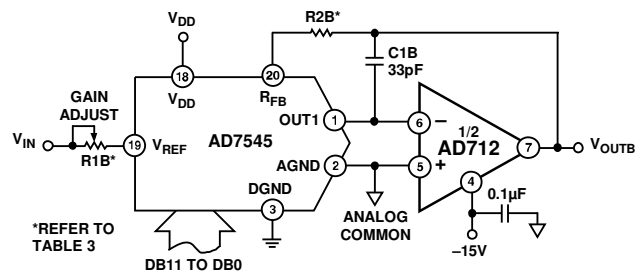 R2B*
VDD
C1B
33pF
18
20
GAIN
ADJUST
VDD
RFB
OUT1
1
6
–
1/2
VIN
R1B*
19
VREF
AD7545
AD712
7
VOUTB
AGND
2
5
+
DGND
4
0.1µF
3
ANALOG
COMMON
*REFER TO
TABLE 3
–15V
DB11 TO DB0